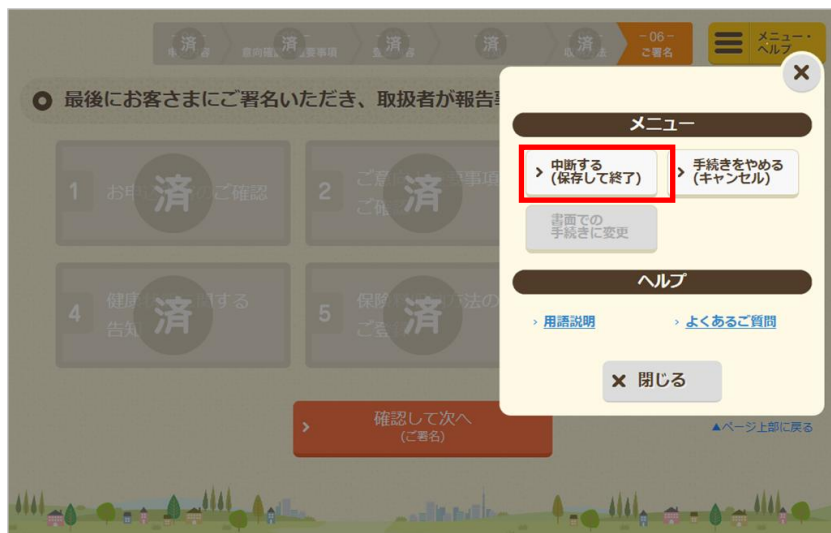 済
済
済
済
済
- 06 -
ご署名
メニュー・
ヘルプ
最後にお客さまにご署名いただき、取扱者が報告
メニュー
中断する
(保存して終了)
手続きをやめる
(キャンセル)
書面での
手続きに変更
ヘルプ
用語説明
よくあるご質問
閉じる
1 済 ご確認
2 済
4 済 する
5 済
確認して次へ
(ご署名)
▲ページ上部に戻る